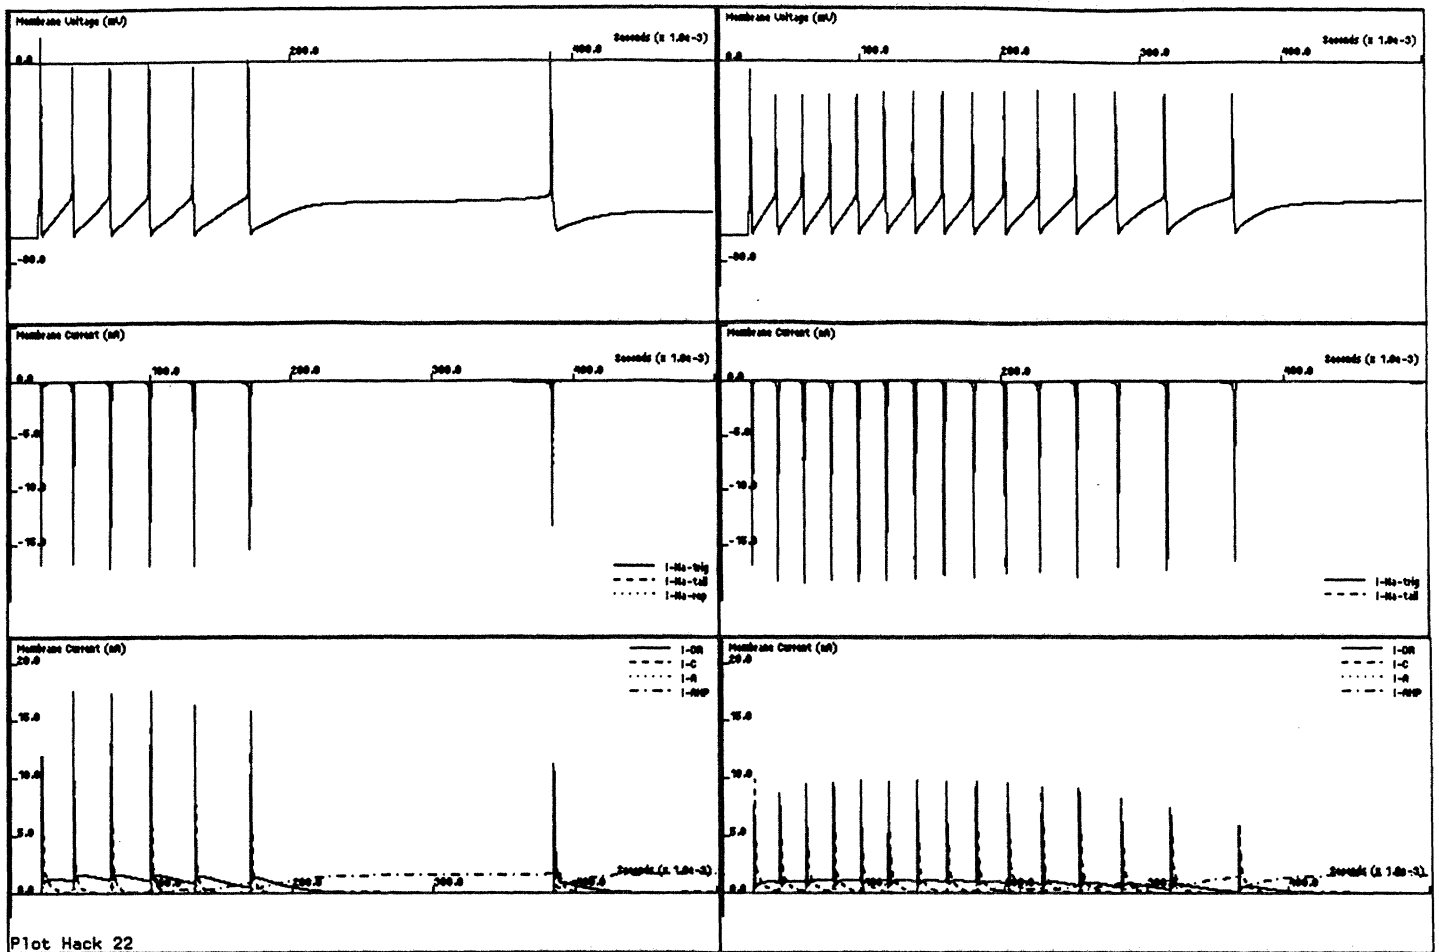 Membrane Voltage (mV)
Seconds (x 1.0e-3)
0.0
200.0
400.0
-80.0
Membrane Voltage (mV)
Seconds (x 1.0e-3)
0.0
100.0
200.0
300.0
400.0
-80.0
Membrane Current (nA)
Seconds (x 1.0e-3)
0.0
100.0
200.0
300.0
400.0
-5.0
-10.0
-15.0
I-Na-trig
I-Na-tail
I-Na-rep
Membrane Current (nA)
Seconds (x 1.0e-3)
0.0
200.0
400.0
-5.0
-10.0
-15.0
I-Na-trig
I-Na-tail
Membrane Current (nA)
20.0
15.0
10.0
5.0
0.0
I-DR
I-C
I-A
I-AHP
200.0
300.0
400.0
Seconds (x 1.0e-3)
Membrane Current (nA)
20.0
15.0
10.0
5.0
0.0
I-DR
I-C
I-A
I-AHP
400.0
Seconds (x 1.0e-3)
Plot Hack 22